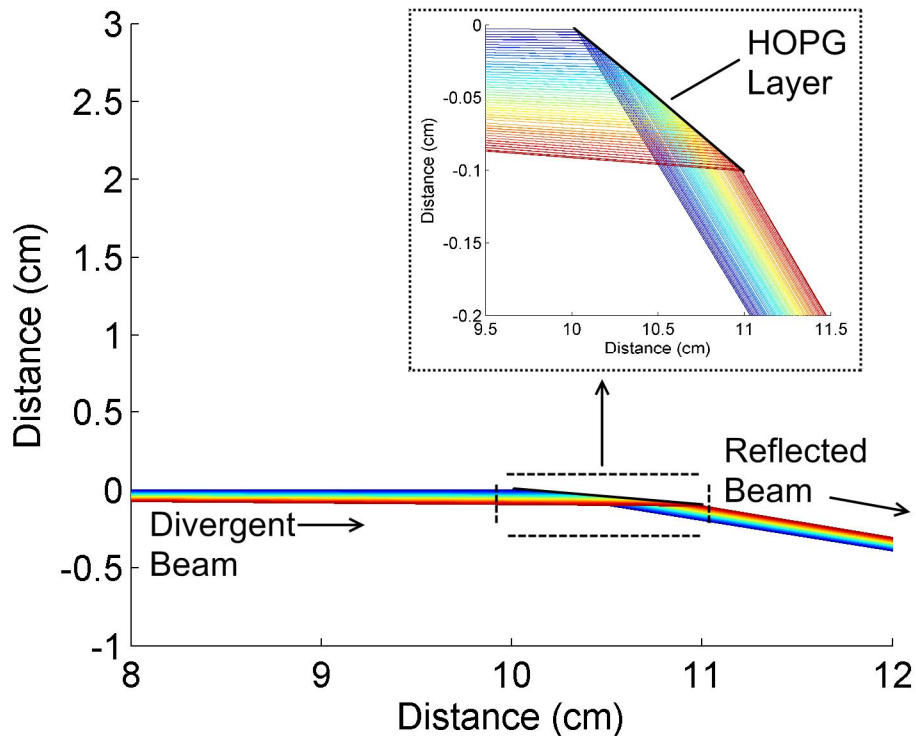 3
2.5
2
1.5
1
0.5
0
-0.5
-1
Distance (cm)
8
9
10
11
12
Distance (cm)
0
-0.05
-0.1
-0.15
-0.2
Distance (cm)
9.5
10
10.5
11
11.5
Distance (cm)
HOPG
Layer
Divergent
Beam
Reflected
Beam